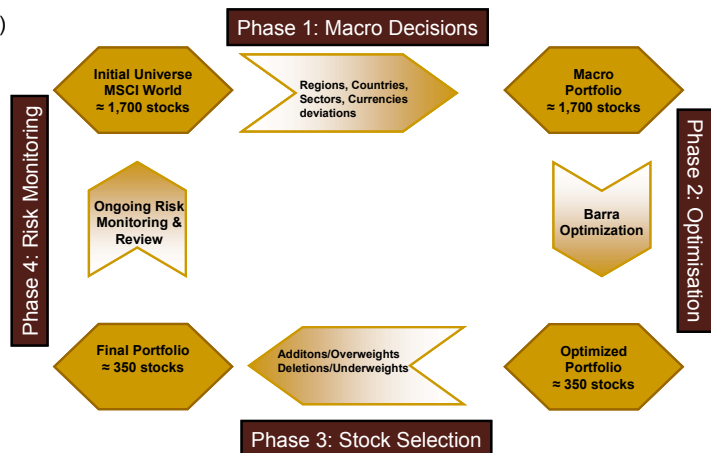 )
Phase 1: Macro Decisions
Initial Universe
MSCI World
≈ 1,700 stocks
Regions, Countries,
Sectors, Currencies
deviations
Macro
Portfolio
≈ 1,700 stocks
Phase 2: Optimisation
Barra
Optimization
Optimized
Portfolio
≈ 350 stocks
Phase 3: Stock Selection
Additons/Overweights
Deletions/Underweights
Final Portfolio
≈ 350 stocks
Phase 4: Risk Monitoring
Ongoing Risk
Monitoring &
Review